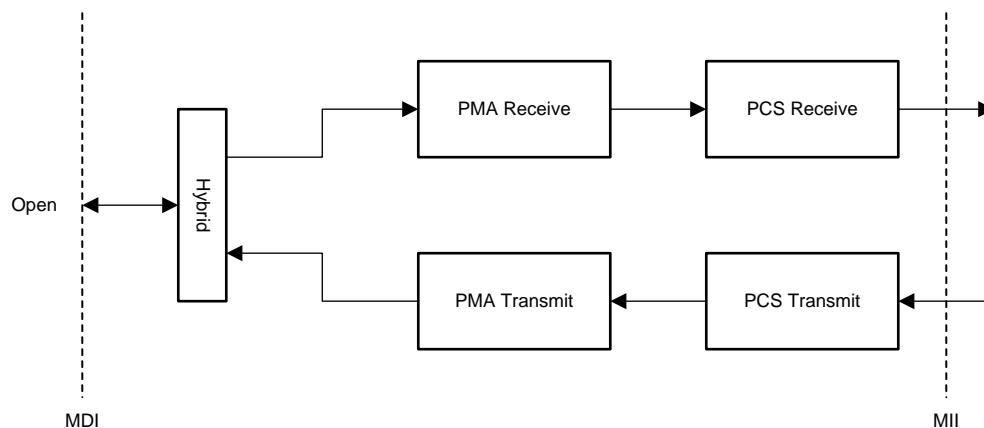 PMA Receive
PCS Receive
Hybrid
Open
PMA Transmit
PCS Transmit
MDI
MII